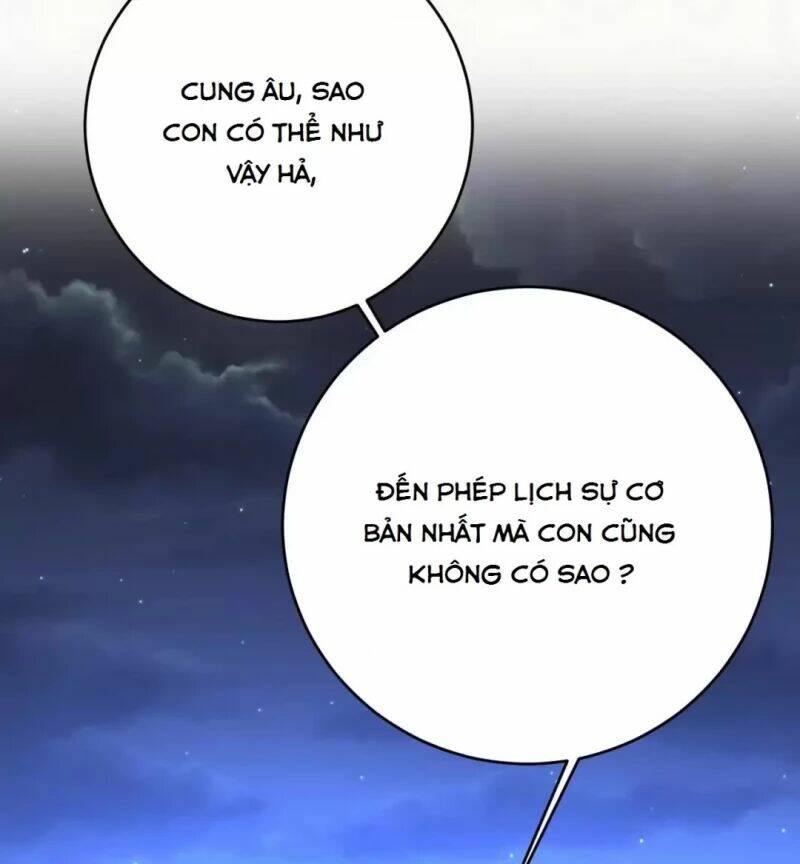 CUNG ÂU, SAO
CON CÓ THỂ NHƯ
VẬY HẢ,
ĐẾN PHÉP LỊCH SỰ CƠ
BẢN NHẤT MÀ CON CŨNG
KHÔNG CÓ SAO ?